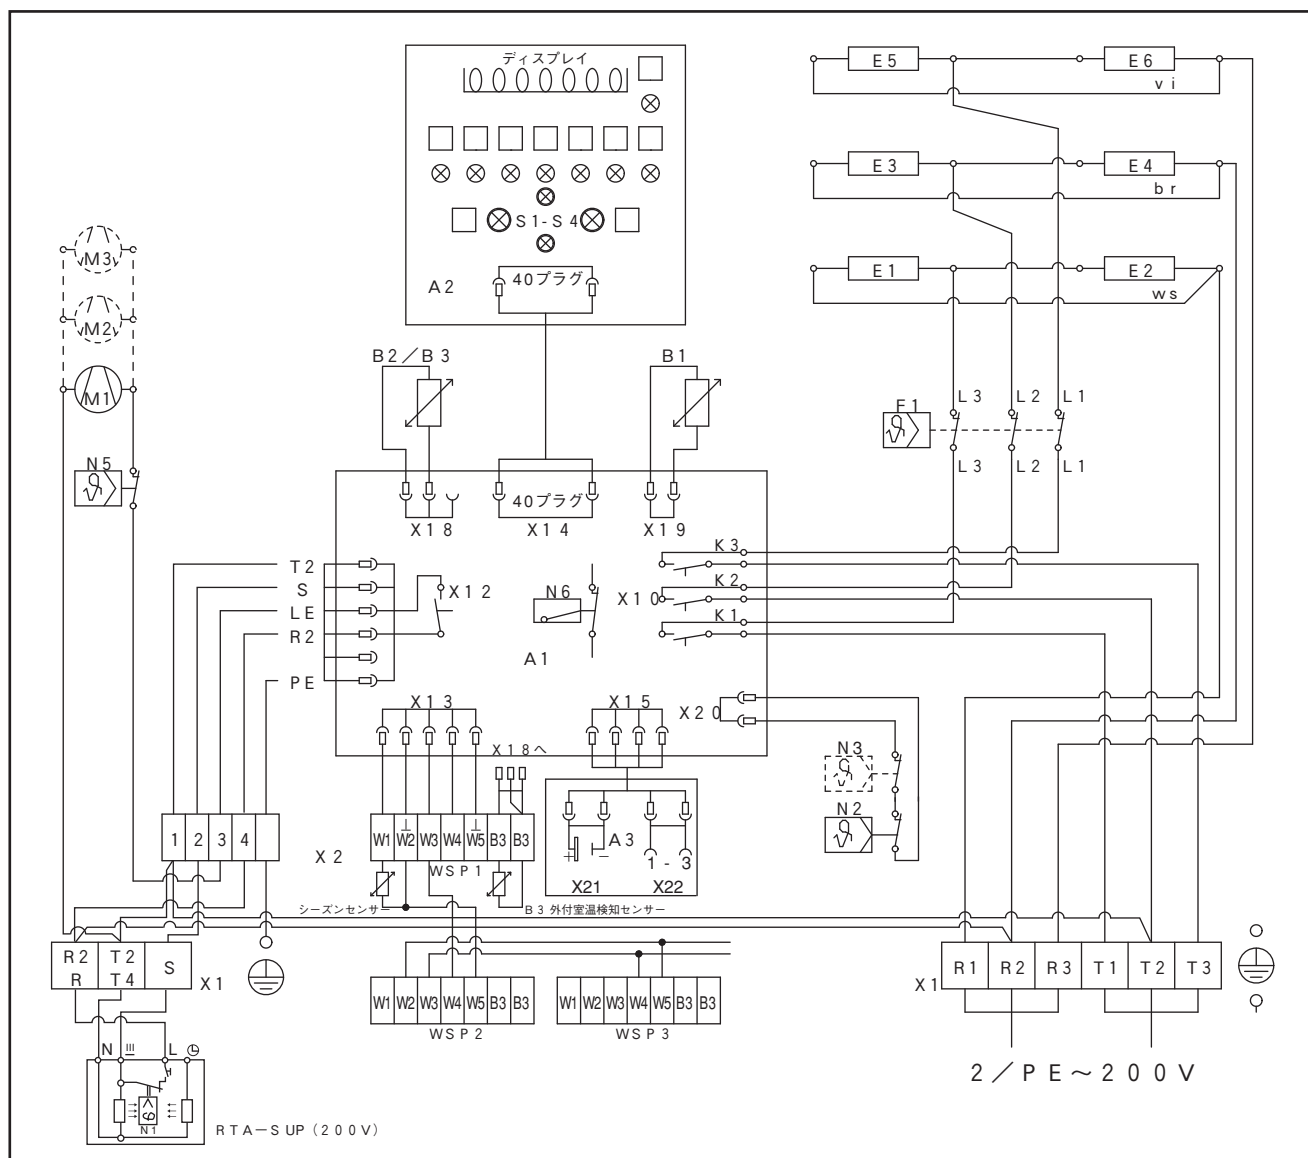 ディスプレイ
E5
E6
vi
E3
E4
br
S1-S4
E1
E2
ws
M3
M2
M1
40プラグ
A2
B2／B3
B1
F1
L3
L2
L1
L3
L2
L1
N5
40プラグ
X18
X14
X19
T2
S
LE
R2
PE
X12
N6
X10
K3
K2
K1
A1
X13
X15
X20
X18へ
N3
N2
1
2
3
4
X2
W1
W2
W3
W4
W5
B3
B3
WSP1
A3
+
-
1-3
X21
X22
シーズンセンサー
B3 外付室温検知センサー
R2
R
T2
T4
S
X1
W1
W2
W3
W4
W5
B3
B3
WSP2
W1
W2
W3
W4
W5
B3
B3
WSP3
X1
R1
R2
R3
T1
T2
T3
2／PE～200V
N
L
N1
RTA－SUP（200V）